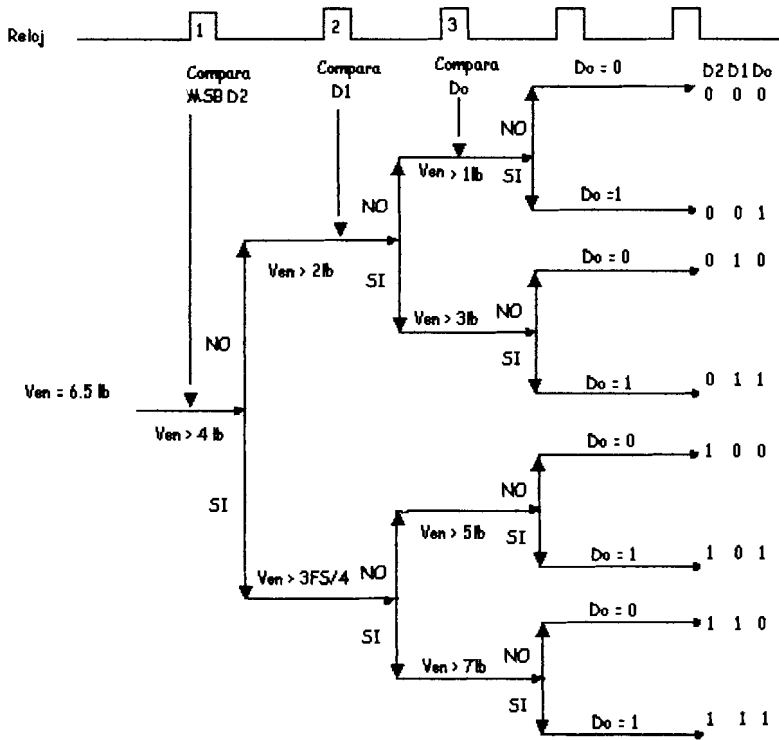 Reloj
1 2 3
Compara
MSB D2
Compara
D1
Compara
Do
Do = 0
D2 D1 Do
0 0 0
NO
Ven > 1lb
SI
Do =1
0 0 1
NO
Ven > 2lb
SI
Do = 0
0 1 0
NO
Ven > 3lb
SI
Do = 1
0 1 1
NO
Ven = 6.5 lb
Ven > 4 lb
SI
Do = 0
1 0 0
NO
Ven > 5lb
SI
Do = 1
1 0 1
Ven > 3FS/4
NO
SI
Do = 0
1 1 0
NO
Ven > 7lb
SI
Do = 1
1 1 1